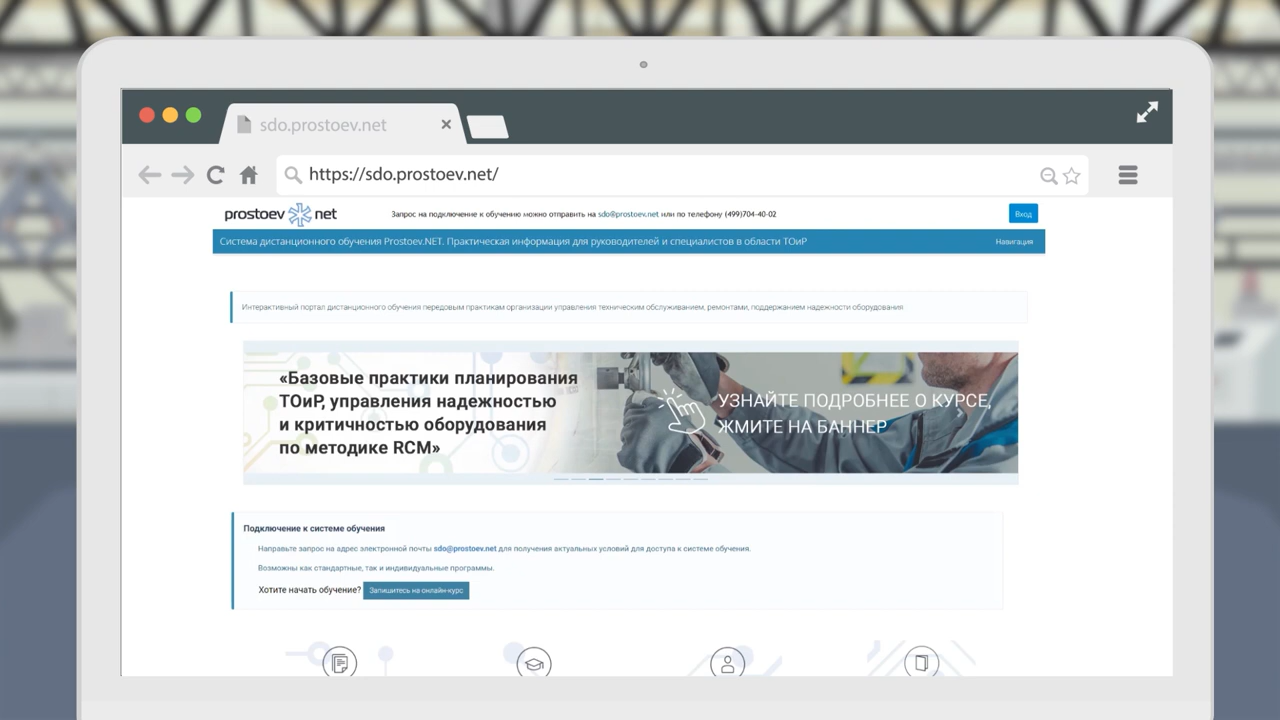 sdo.prostoev.net
https://sdo.prostoev.net/
prostoev net
Запрос на подключение к обучению можно отправить на sdo@prostoev.net или по телефону (499)704-40-02
Вход
Система дистанционного обучения Prostoev.NET. Практическая информация для руководителей и специалистов в области ТОиР
Навигация
Интерактивный портал дистанционного обучения передовым практикам организации управления техническим обслуживанием, ремонтами, поддержанием надежности оборудования
«Базовые практики планирования
ТОиР, управления надежностью
и критичностью оборудования
по методике RCM»
УЗНАЙТЕ ПОДРОБНЕЕ О КУРСЕ,
ЖМИТЕ НА БАННЕР
Подключение к системе обучения
Направьте запрос на адрес электронной почты sdo@prostoev.net для получения актуальных условий для доступа к системе обучения.
Возможны как стандартные, так и индивидуальные программы.
Хотите начать обучение? Запишитесь на онлайн-курс